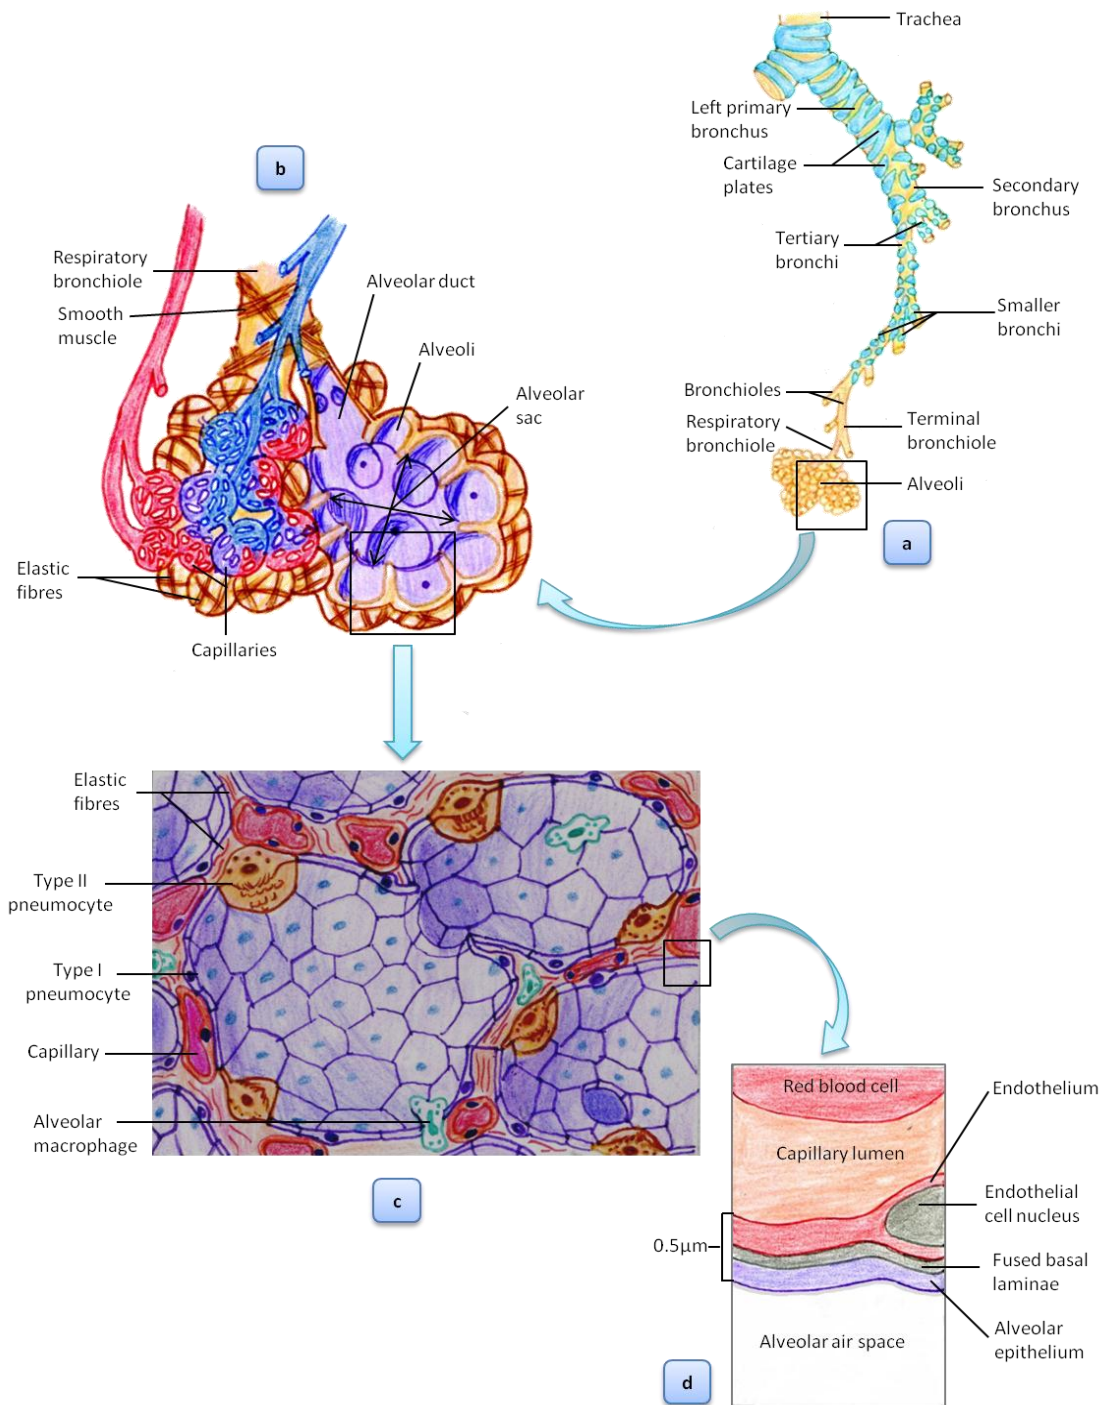 Trachea
Left primary
bronchus
Cartilage
plates
Secondary
bronchus
Tertiary
bronchi
Smaller
bronchi
Bronchioles
Respiratory
bronchiole
Terminal
bronchiole
Alveoli
a
b
Respiratory
bronchiole
Smooth
muscle
Alveolar duct
Alveoli
Alveolar
sac
Elastic
fibres
Capillaries
Elastic
fibres
Type II
pneumocyte
Type I
pneumocyte
Capillary
Alveolar
macrophage
c
Red blood cell
Capillary lumen
Endothelium
Endothelial
cell nucleus
0.5μm
Fused basal
laminae
Alveolar
epithelium
Alveolar air space
d